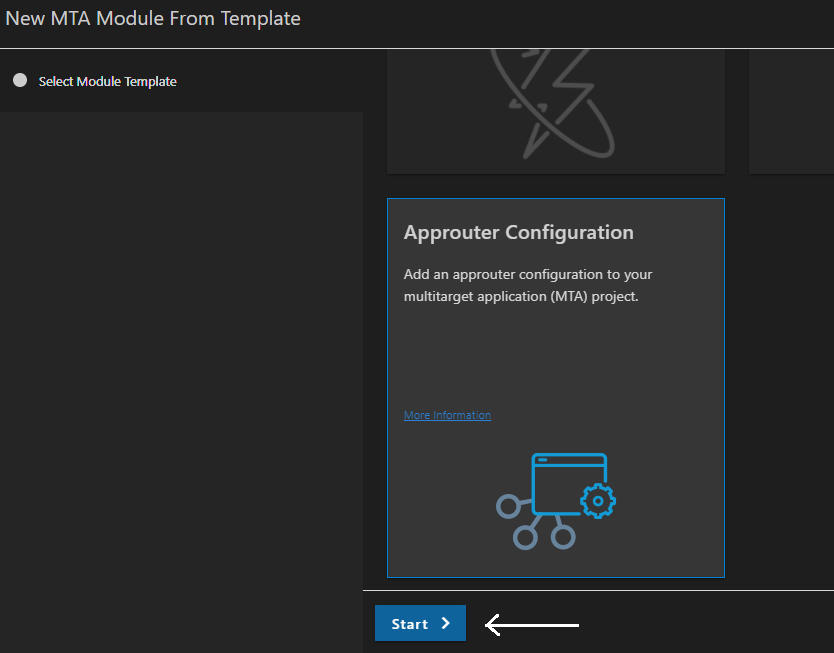 New MTA Module From Template
Select Module Template
Approuter Configuration
Add an approuter configuration to your
multitarget application (MTA) project.
More Information
Start